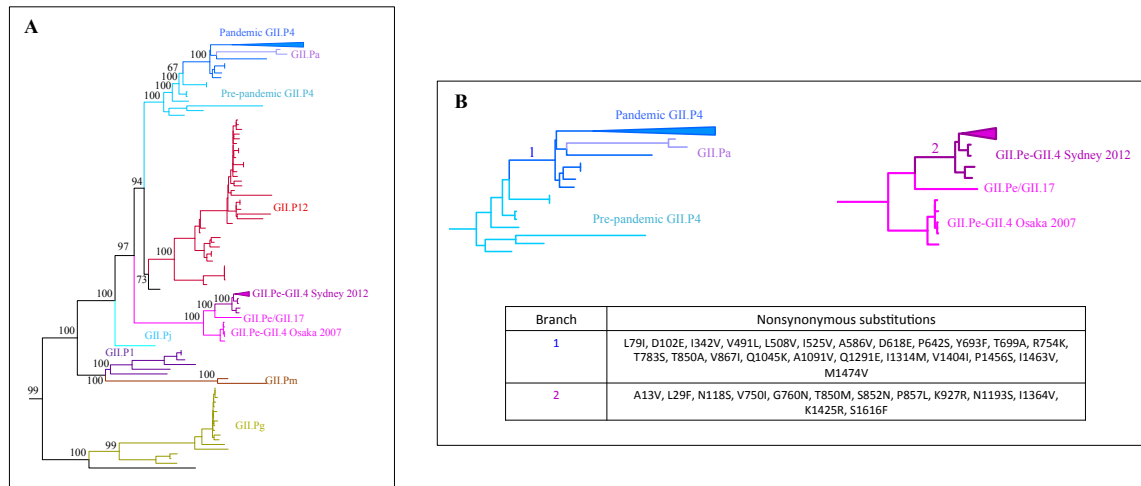 A
Pandemic GII.P4
100
GII.Pa
67
100
100
100
Pre-pandemic GII.P4
94
GII.P12
97
100
73
GII.Pe-GII.4 Sydney 2012
100
100
100
GII.Pe/GII.17
100
GII.Pe-GII.4 Osaka 2007
GII.Pj
100
GII.P1
100
100
100
GII.Pm
99
GII.Pg
99
100
B
Pandemic GII.P4
1
GII.Pa
Pre-pandemic GII.P4
2
GII.Pe-GII.4 Sydney 2012
GII.Pe/GII.17
GII.Pe-GII.4 Osaka 2007
Branch Nonsynonymous substitutions
1 L79I, D102E, I342V, V491L, L508V, I525V, A586V, D618E, P642S, Y693F, T699A, R754K,
T783S, T850A, V867I, Q1045K, A1091V, Q1291E, I1314M, V1404I, P1456S, I1463V,
M1474V
2 A13V, L29F, N118S, V750I, G760N, T850M, S852N, P857L, K927R, N1193S, I1364V,
K1425R, S1616F